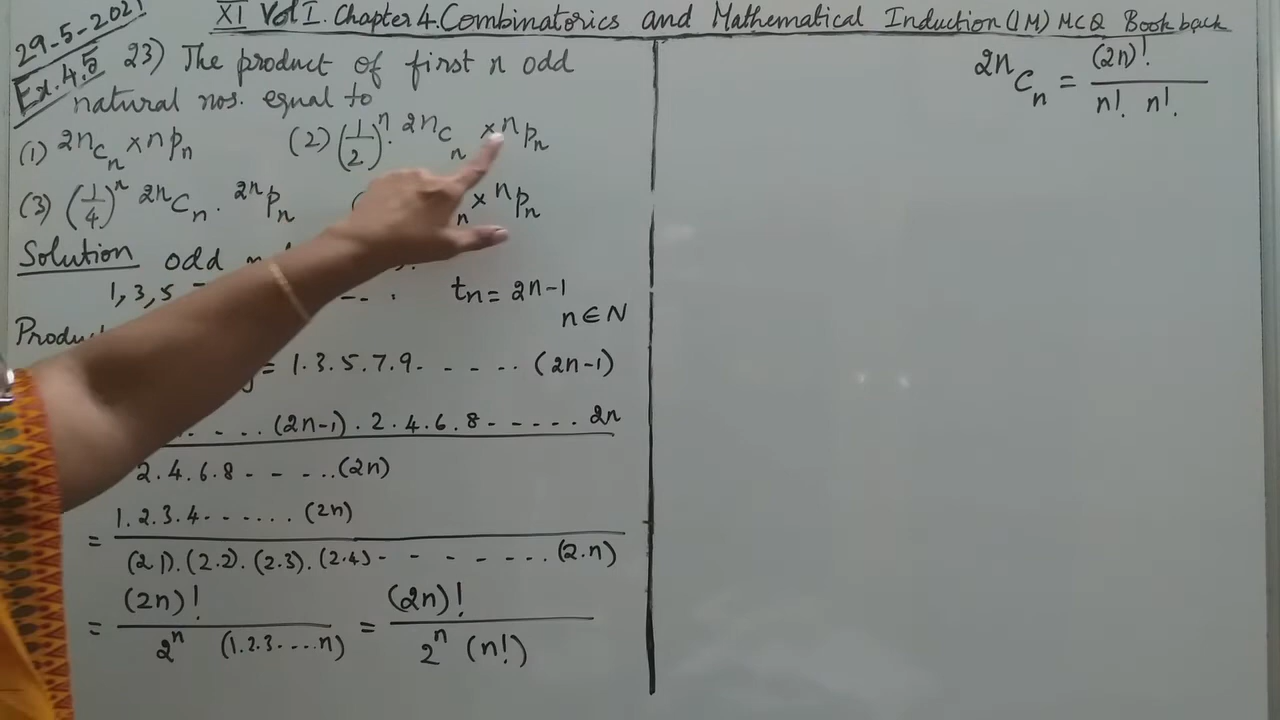 29-5-2021
XI Vol I. Chapter 4. Combinatorics and Mathematical Induction (1M) MCQ Book back
Ex.4.5 23) The product of first n odd
natural nos. equal to
(1) 2nCₙ × nPₙ (2) (1/2)ⁿ · 2nCₙ × nPₙ
(3) (1/4)ⁿ 2nCₙ · 2nPₙ ( n × nPₙ
Solution odd
1, 3, 5 - - . tn = 2n-1
n ∈ N
= 1.3.5.7.9. - - - - .. (2n-1)
. . . . (2n-1) . 2.4.6.8 - - - - .. 2n
2.4.6.8 - - - .. (2n)
= 1.2.3.4 - - .... (2n)
(2.1).(2.2).(2.3).(2.4) - - - - - ... (2.n)
= (2n)! / 2ⁿ (1.2.3....n) = (2n)! / 2ⁿ (n!)
2nCₙ = (2n)! / n! n!